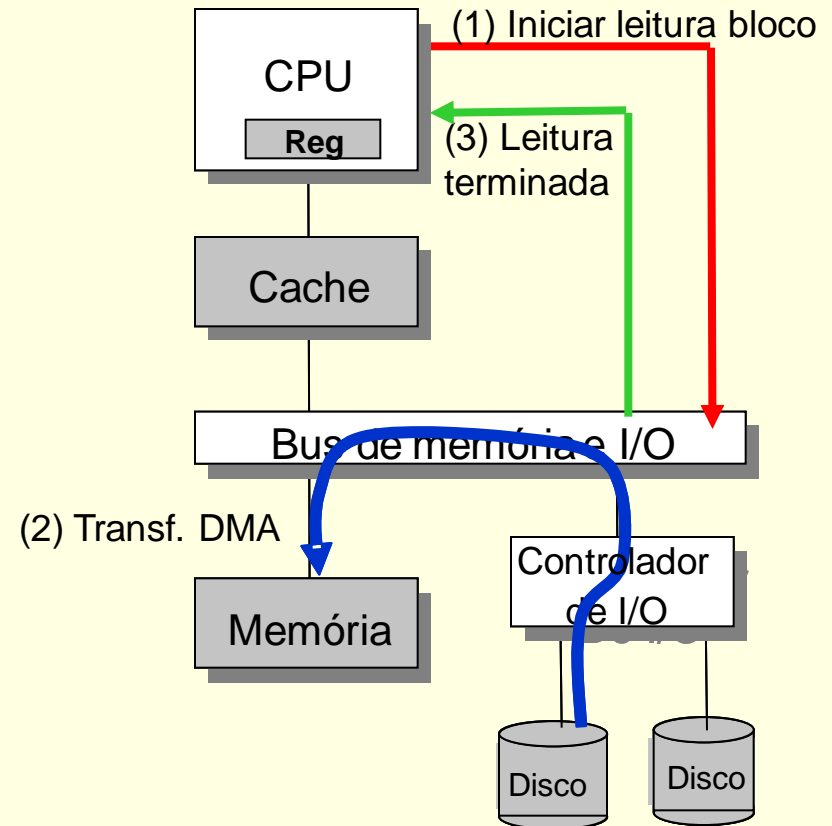 (1) Iniciar leitura bloco
CPU
Reg
(3) Leitura
terminada
Cache
Bus de memória e I/O
(2) Transf. DMA
Controlador
de I/O
Memória
Disco
Disco